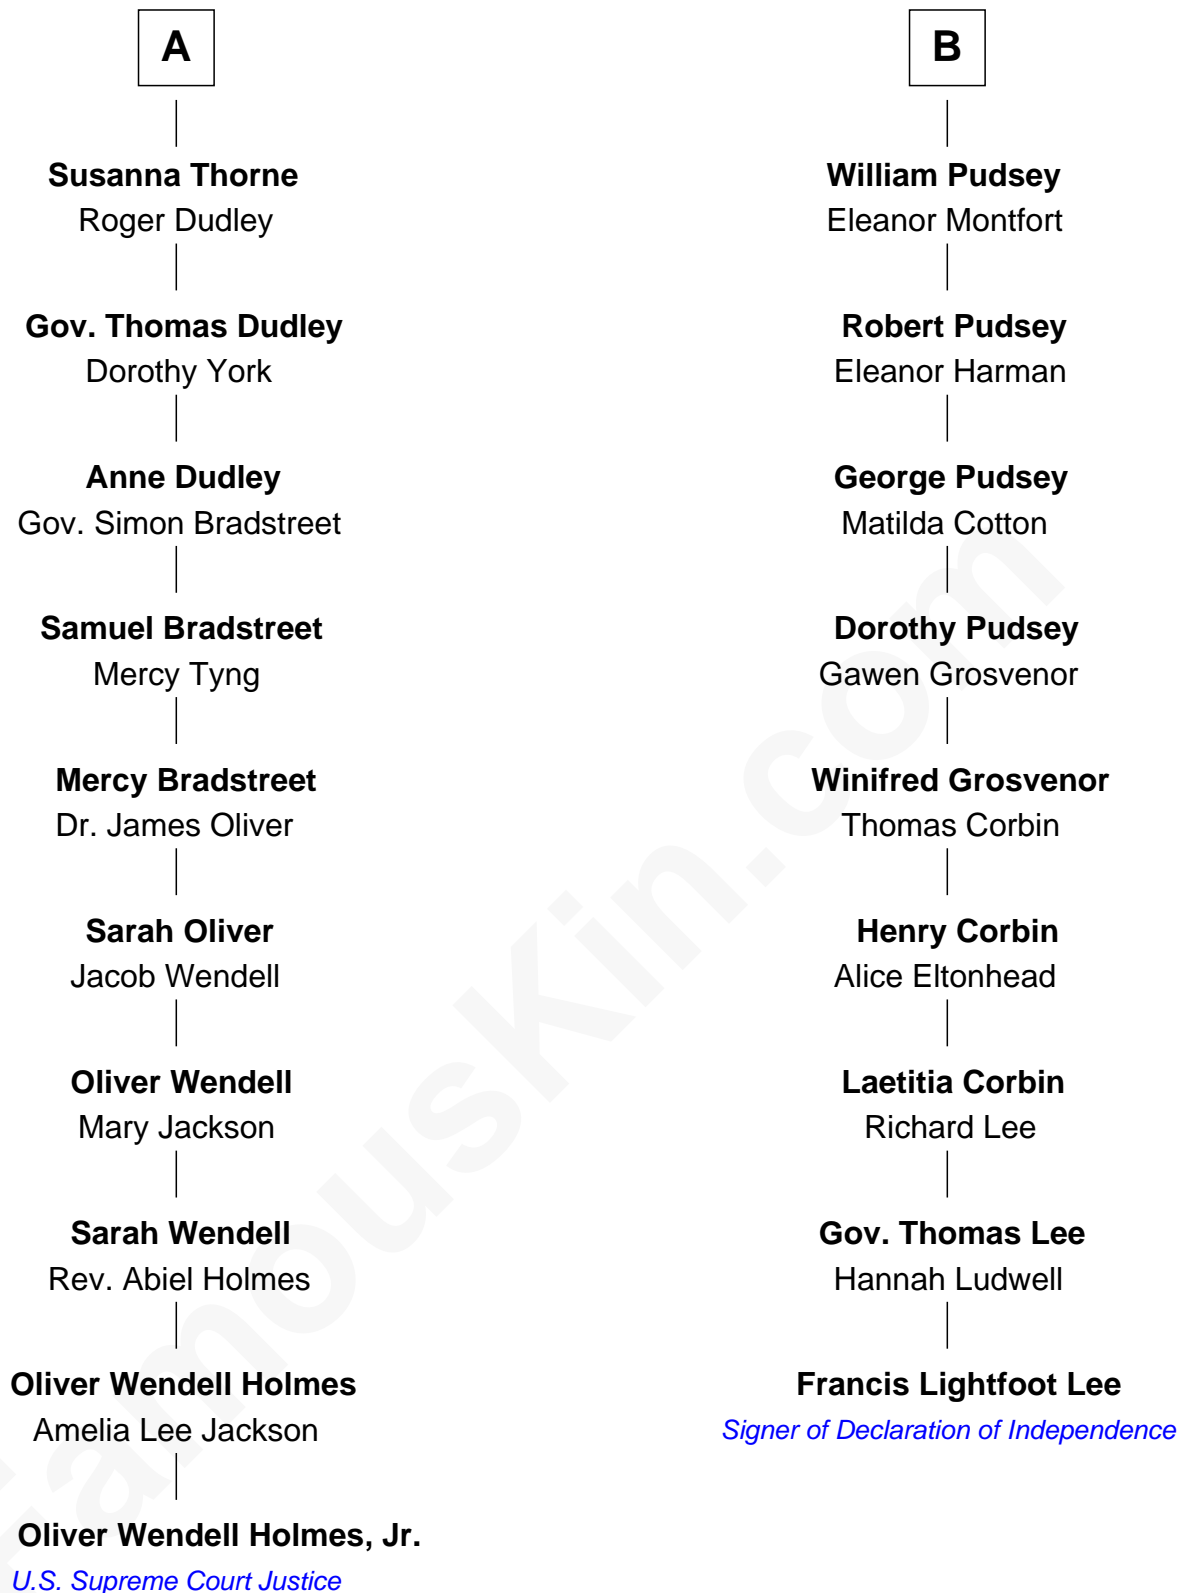 A
Susanna Thorne
Roger Dudley
Gov. Thomas Dudley
Dorothy York
Anne Dudley
Gov. Simon Bradstreet
Samuel Bradstreet
Mercy Tyng
Mercy Bradstreet
Dr. James Oliver
Sarah Oliver
Jacob Wendell
Oliver Wendell
Mary Jackson
Sarah Wendell
Rev. Abiel Holmes
Oliver Wendell Holmes
Amelia Lee Jackson
Oliver Wendell Holmes, Jr.
U.S. Supreme Court Justice
B
William Pudsey
Eleanor Montfort
Robert Pudsey
Eleanor Harman
George Pudsey
Matilda Cotton
Dorothy Pudsey
Gawen Grosvenor
Winifred Grosvenor
Thomas Corbin
Henry Corbin
Alice Eltonhead
Laetitia Corbin
Richard Lee
Gov. Thomas Lee
Hannah Ludwell
Francis Lightfoot Lee
Signer of Declaration of Independence
FamousKin.com